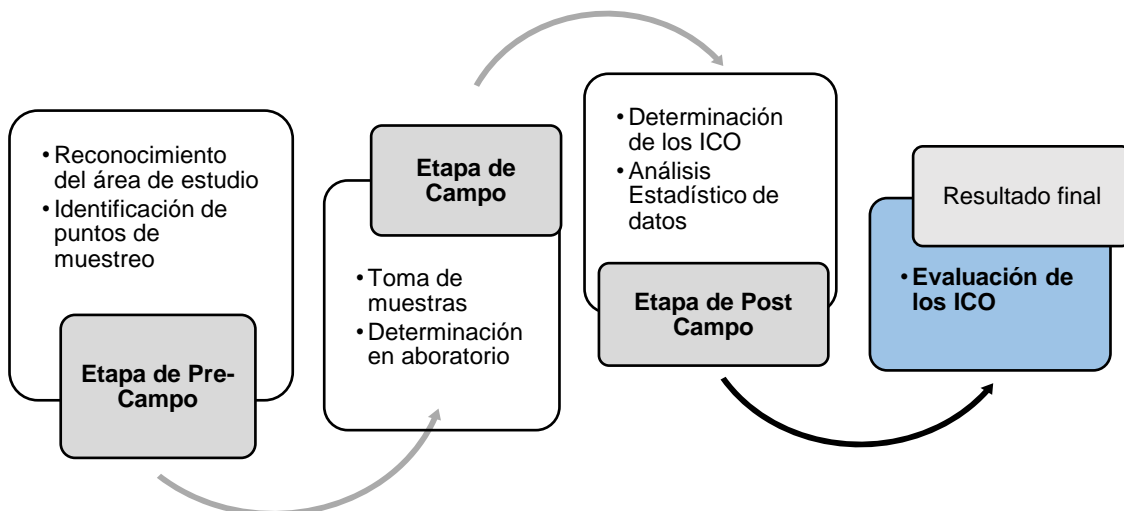 • Reconocimiento
del área de estudio
• Identificación de
puntos de
muestreo
Etapa de Pre-
Campo
Etapa de
Campo
• Toma de
muestras
• Determinación
en aboratorio
• Determinación
de los ICO
• Análisis
Estadístico de
datos
Etapa de Post
Campo
Resultado final
• Evaluación de
los ICO